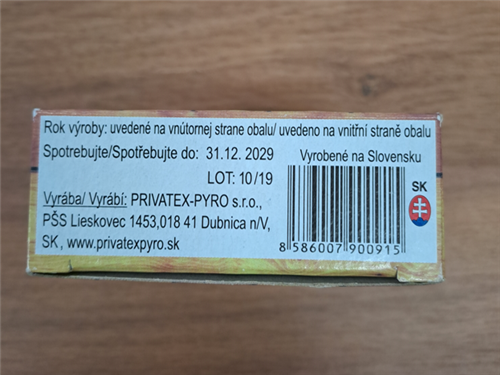 Rok výroby: uvedené na vnútornej strane obalu/ uvedeno na vnitřní straně obalu
Spotrebujte/Spotřebujte do: 31.12. 2029
Vyrobené na Slovensku
LOT: 10/19
SK
Vyrába/ Vyrábí: PRIVATEX-PYRO s.r.o.,
PŠS Lieskovec 1453,018 41 Dubnica n/V,
SK, www.privatexpyro.sk
8 586007 900915